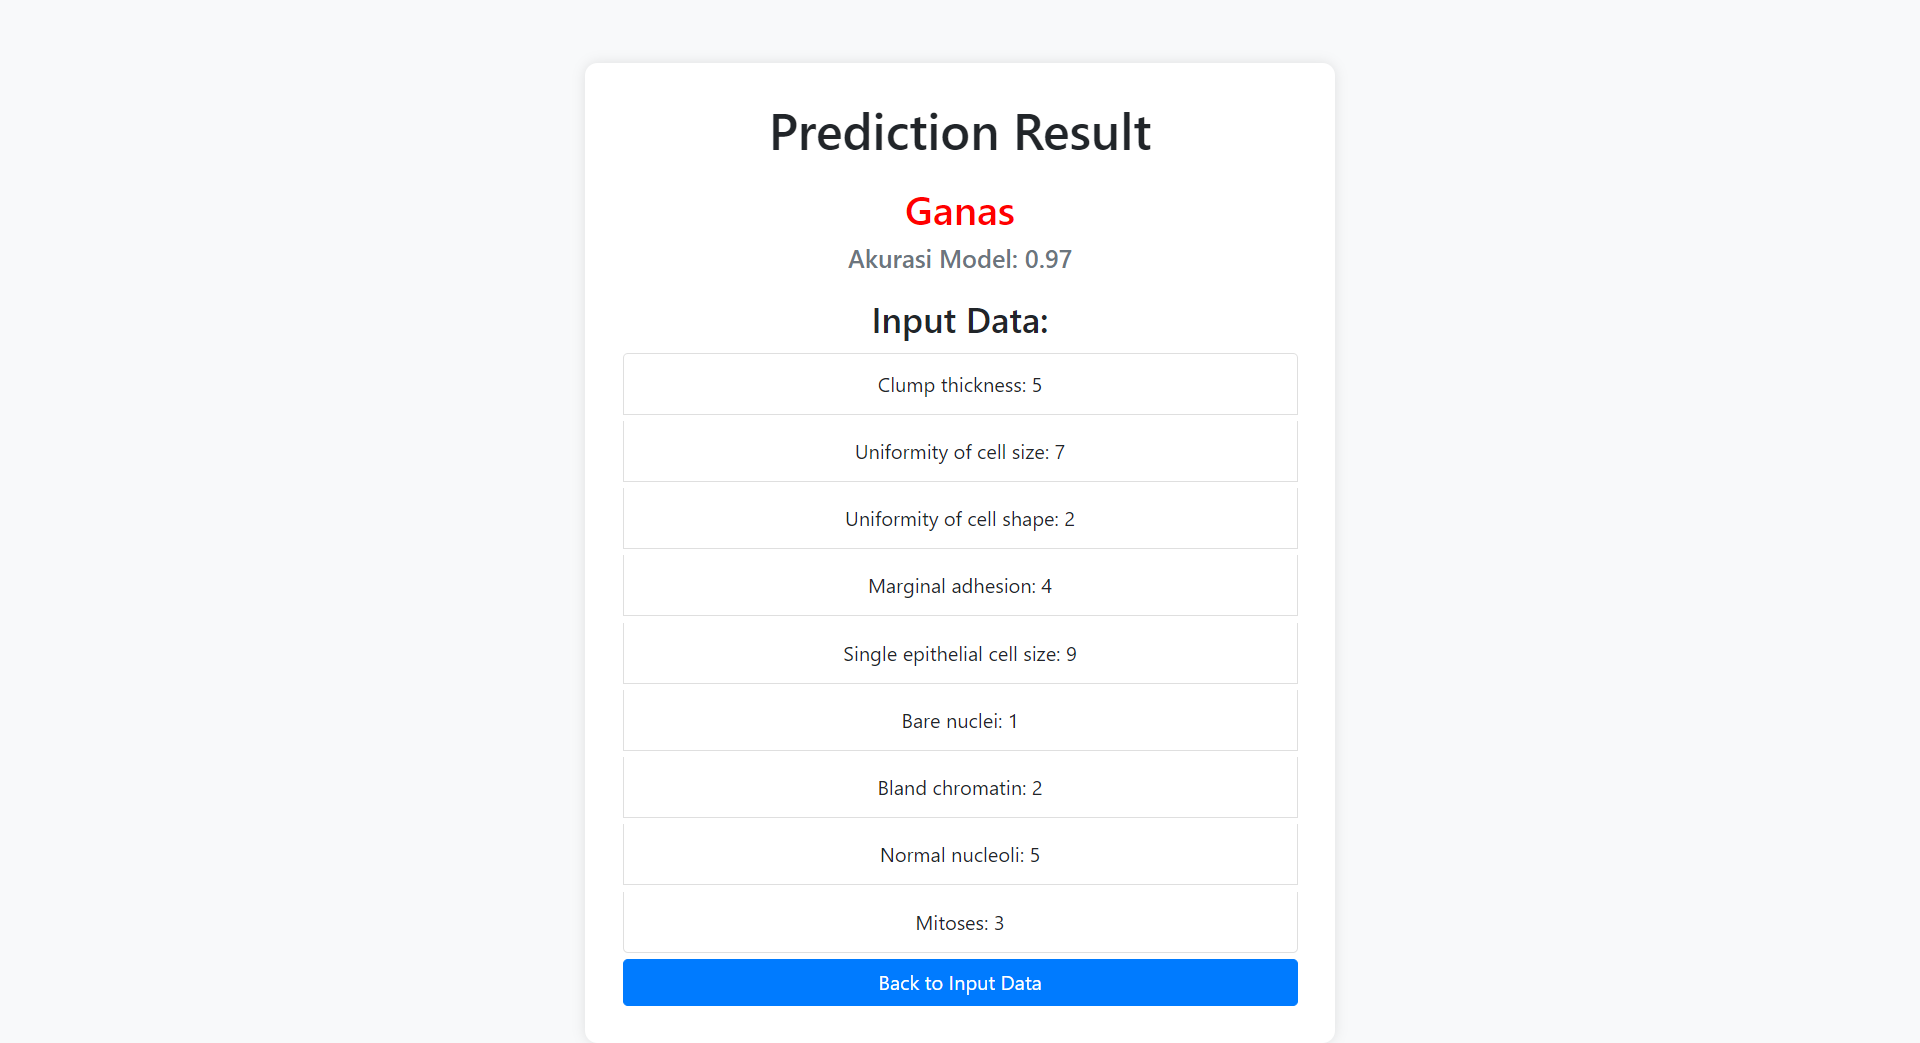 Prediction Result
Ganas
Akurasi Model: 0.97
Input Data:
Clump thickness: 5
Uniformity of cell size: 7
Uniformity of cell shape: 2
Marginal adhesion: 4
Single epithelial cell size: 9
Bare nuclei: 1
Bland chromatin: 2
Normal nucleoli: 5
Mitoses: 3
Back to Input Data